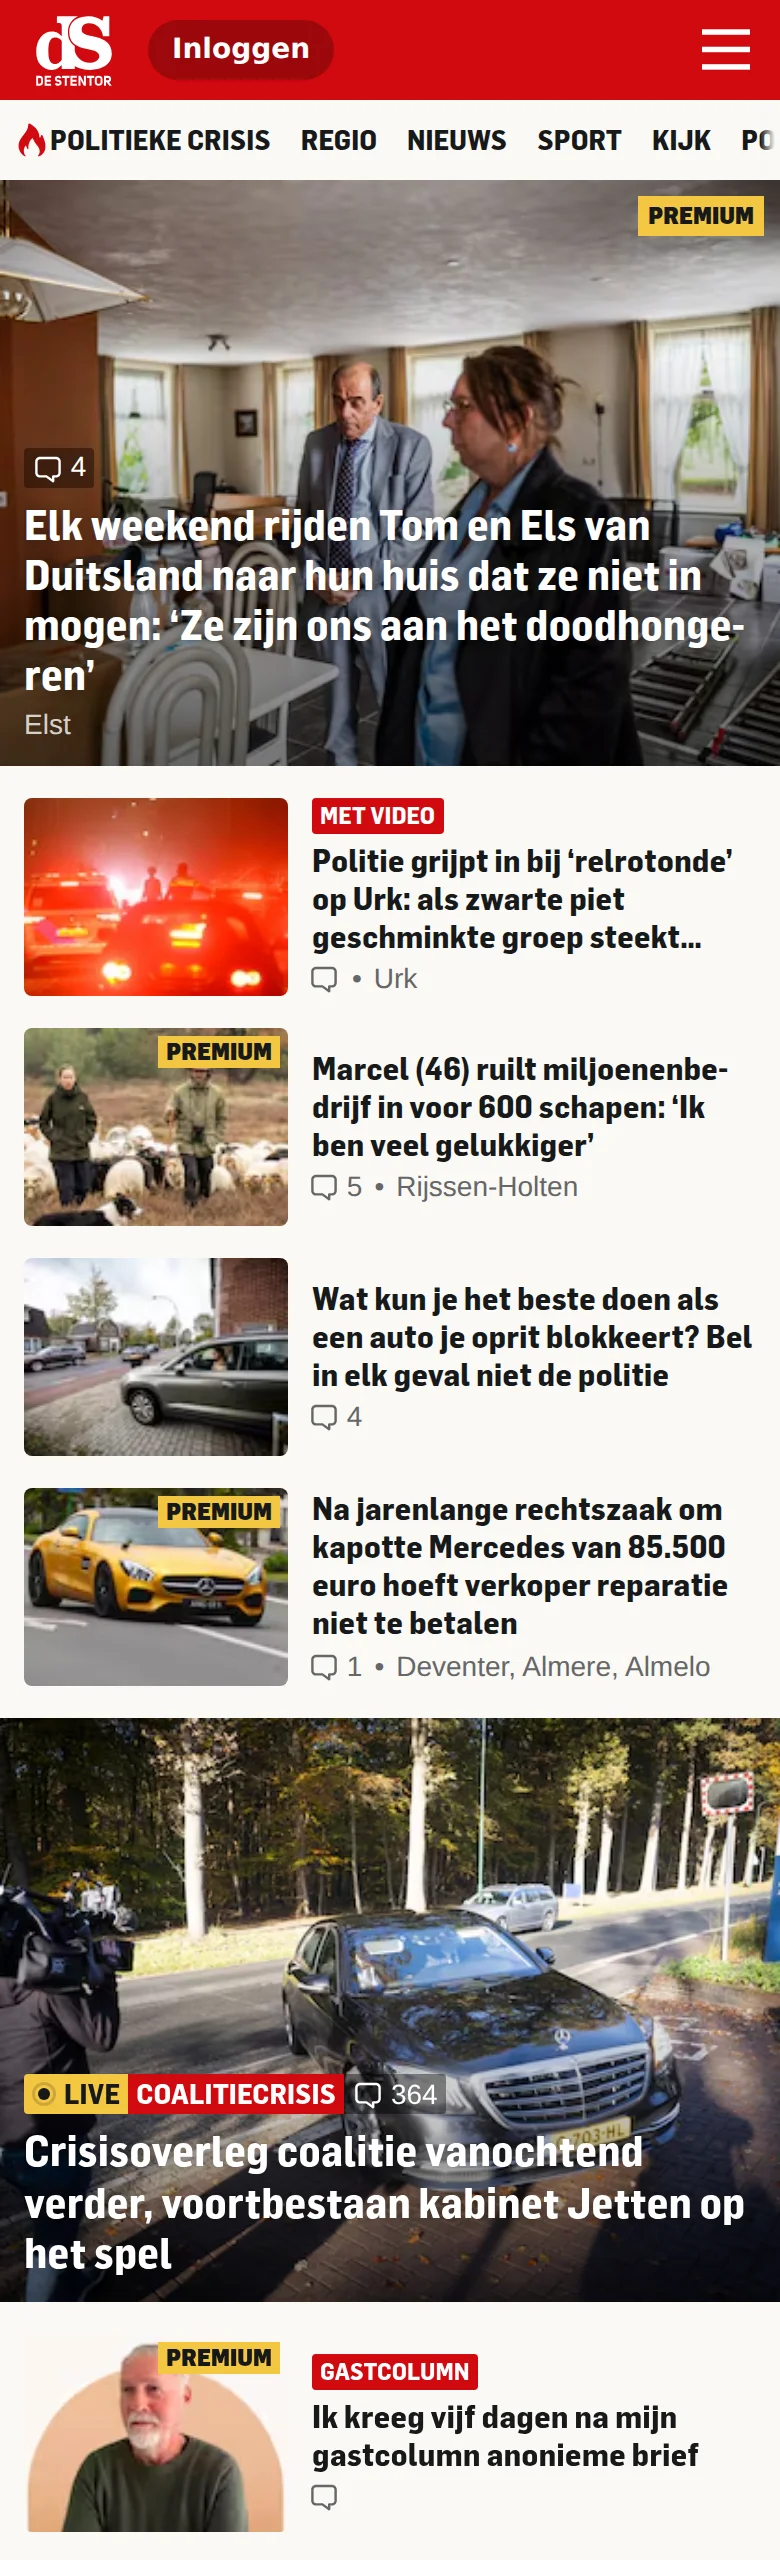 dS
DE STENTOR
Inloggen
POLITIEKE CRISIS REGIO NIEUWS SPORT KIJK PO
PREMIUM
4
Elk weekend rijden Tom en Els van
Duitsland naar hun huis dat ze niet in
mogen: ‘Ze zijn ons aan het doodhonge-
ren’
Elst
MET VIDEO
Politie grijpt in bij ‘relrotonde’
op Urk: als zwarte piet
geschminkte groep steekt...
• Urk
PREMIUM
Marcel (46) ruilt miljoenenbe-
drijf in voor 600 schapen: ‘Ik
ben veel gelukkiger’
5 • Rijssen-Holten
Wat kun je het beste doen als
een auto je oprit blokkeert? Bel
in elk geval niet de politie
4
PREMIUM
Na jarenlange rechtszaak om
kapotte Mercedes van 85.500
euro hoeft verkoper reparatie
niet te betalen
1 • Deventer, Almere, Almelo
LIVE COALITIECRISIS 364
Crisisoverleg coalitie vanochtend
verder, voortbestaan kabinet Jetten op
het spel
PREMIUM
GASTCOLUMN
Ik kreeg vijf dagen na mijn
gastcolumn anonieme brief